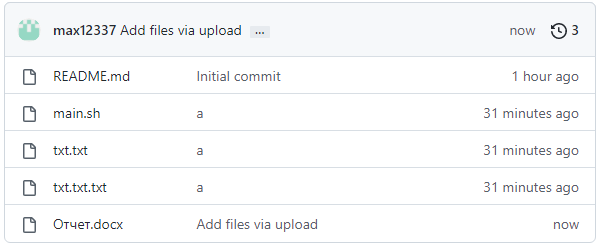 max12337 Add files via upload ... now 3
README.md Initial commit 1 hour ago
main.sh a 31 minutes ago
txt.txt a 31 minutes ago
txt.txt.txt a 31 minutes ago
Отчет.docx Add files via upload now